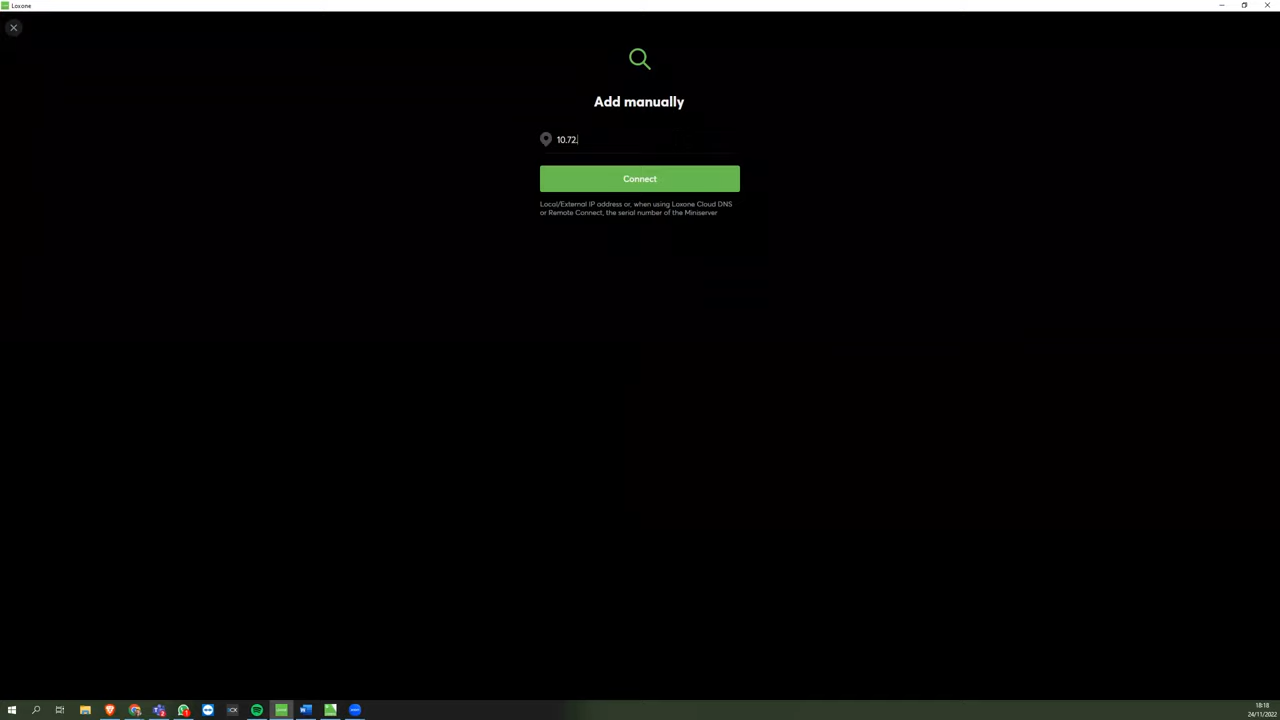 Loxone
Add manually
10.72.
Connect
Local/External IP address or, when using Loxone Cloud DNS
or Remote Connect, the serial number of the Miniserver
18:18
24/11/2022